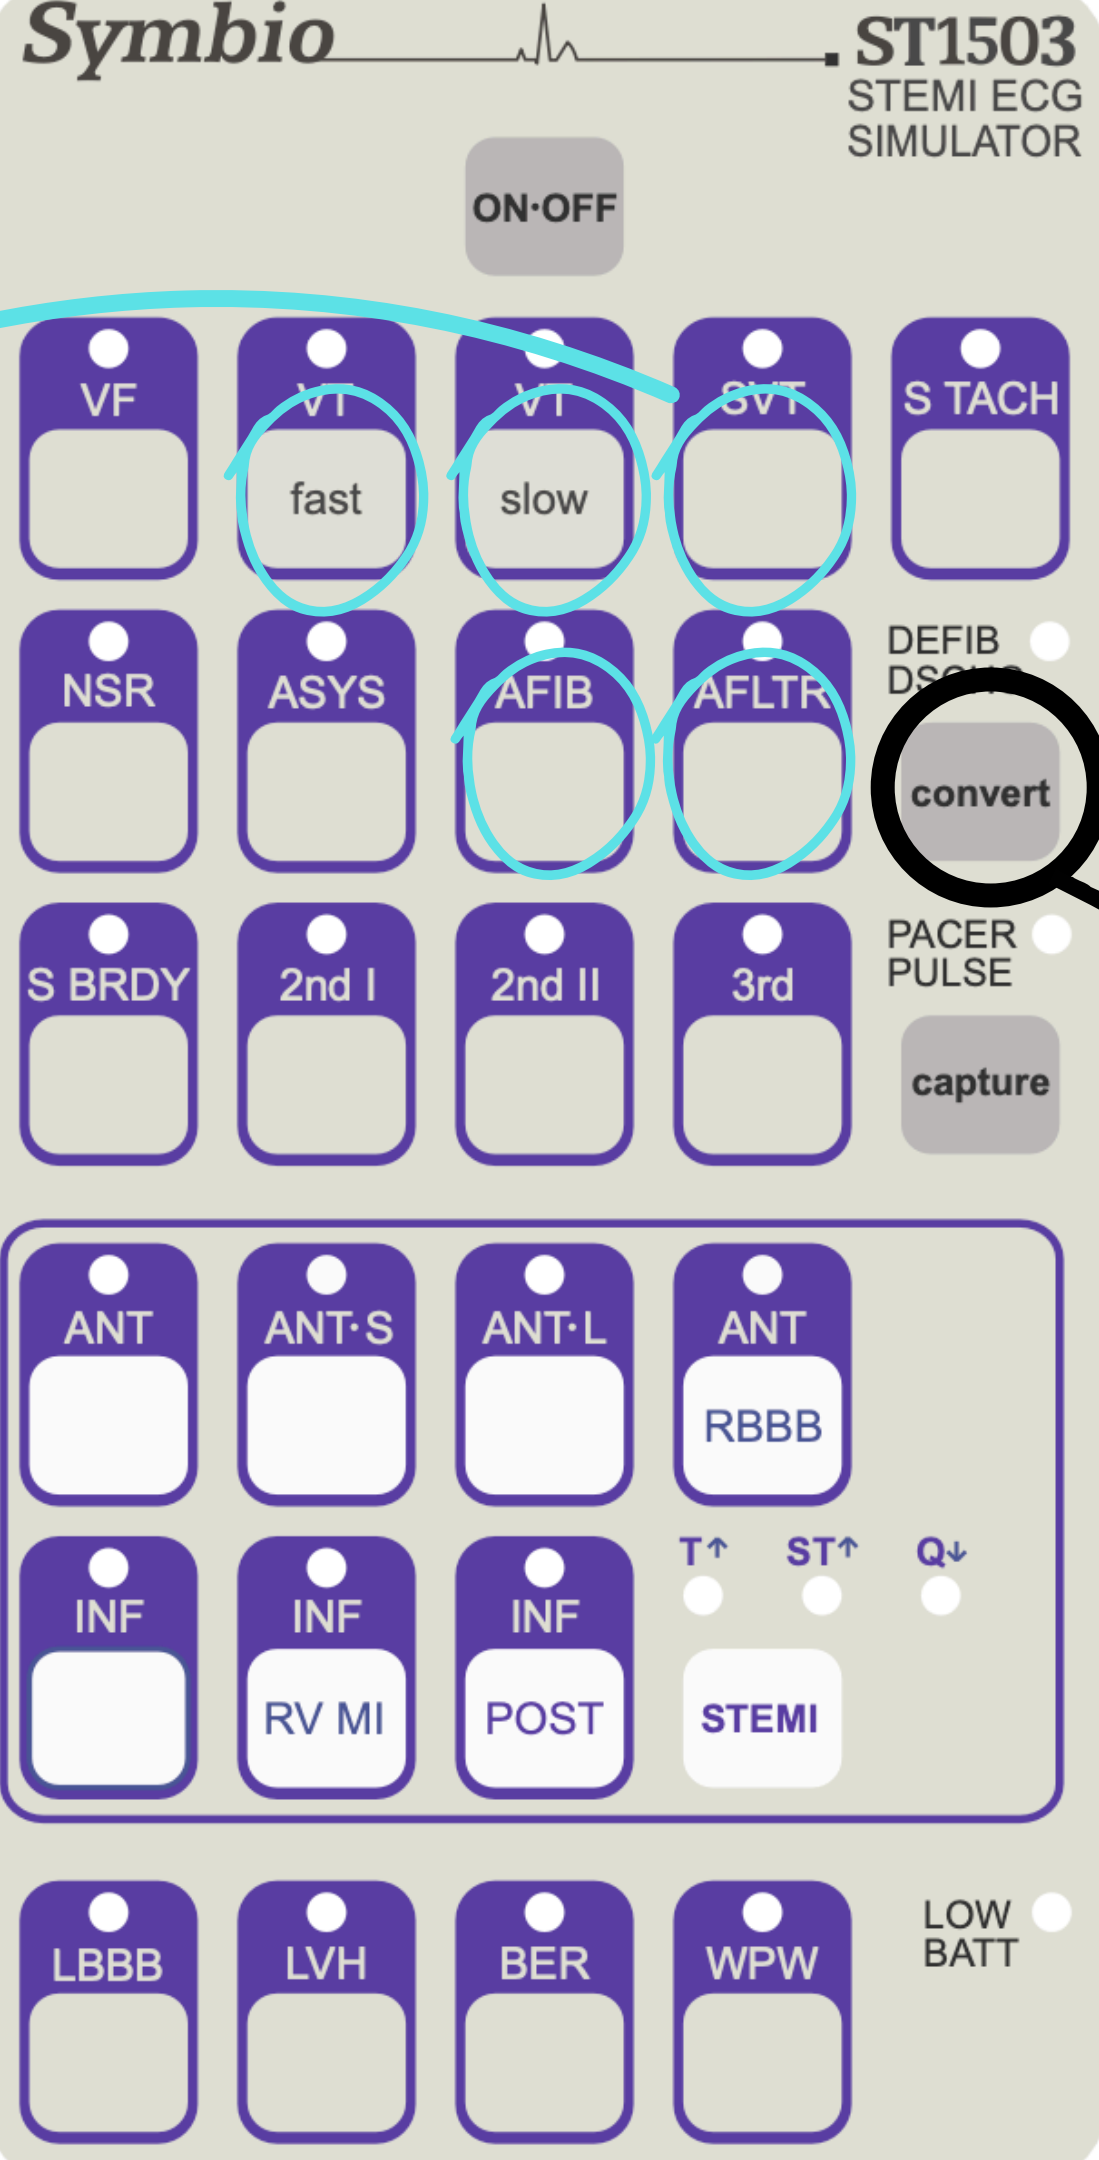 Symbio
ST1503
STEMI ECG
SIMULATOR
ON·OFF
VF VT VT SVT S TACH
fast slow
NSR ASYS AFIB AFLTR DEFIB
DSCHG
convert
S BRDY 2nd I 2nd II 3rd PACER
PULSE
capture
ANT ANT·S ANT·L ANT
RBBB
INF INF INF T↑ ST↑ Q↓
RV MI POST STEMI
LBBB LVH BER WPW LOW
BATT